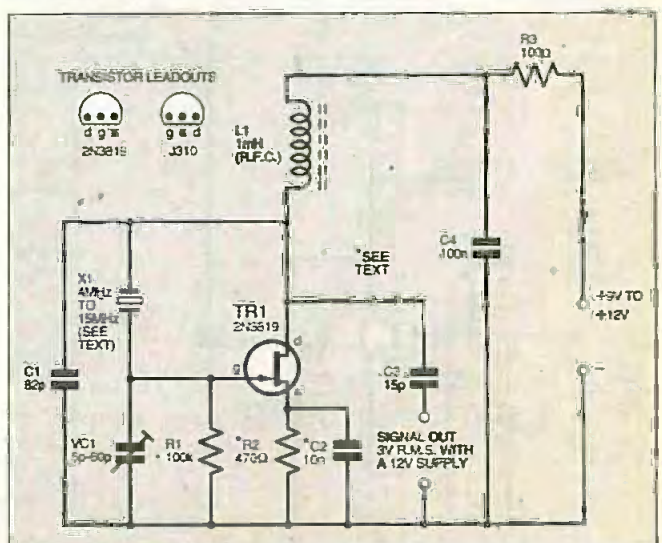 TRANSISTOR LEADOUTS
d g s
2N3819
g s d
J310
R3
100Ω
L1
1mH
(R.F.C.)
*SEE
TEXT
C4
100n
X1
4MHz
TO
15MHz
(SEE
TEXT)
TR1
2N3819
d
g
s
+9V TO
+12V
C1
82p
C3
15p
VC1
5p-60p
*R1
100k
*R2
470Ω
*C2
10n
SIGNAL OUT
3V R.M.S. WITH
A 12V SUPPLY
-